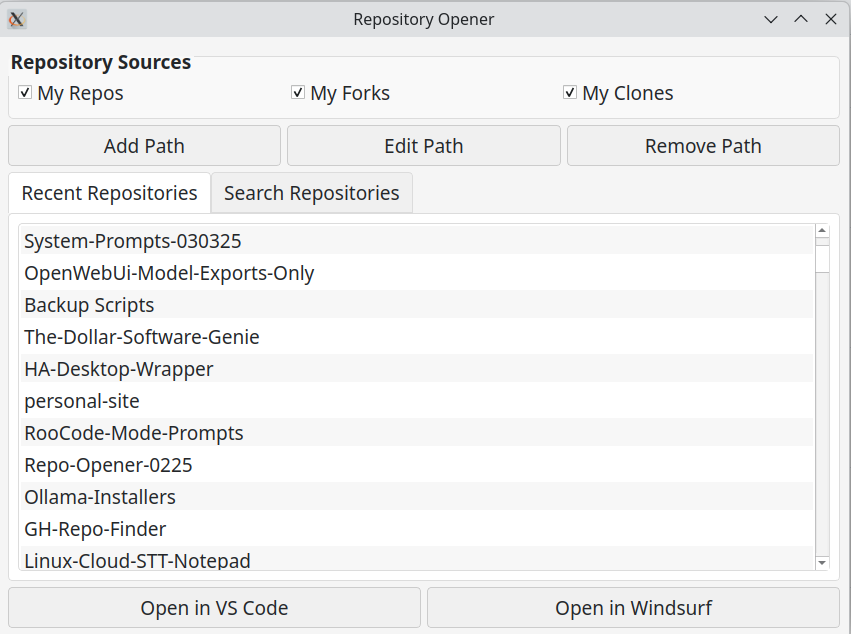 Repository Opener
Repository Sources
My Repos My Forks My Clones
Add Path Edit Path Remove Path
Recent Repositories Search Repositories
System-Prompts-030325
OpenWebUi-Model-Exports-Only
Backup Scripts
The-Dollar-Software-Genie
HA-Desktop-Wrapper
personal-site
RooCode-Mode-Prompts
Repo-Opener-0225
Ollama-Installers
GH-Repo-Finder
Linux-Cloud-STT-Notepad
Open in VS Code Open in Windsurf